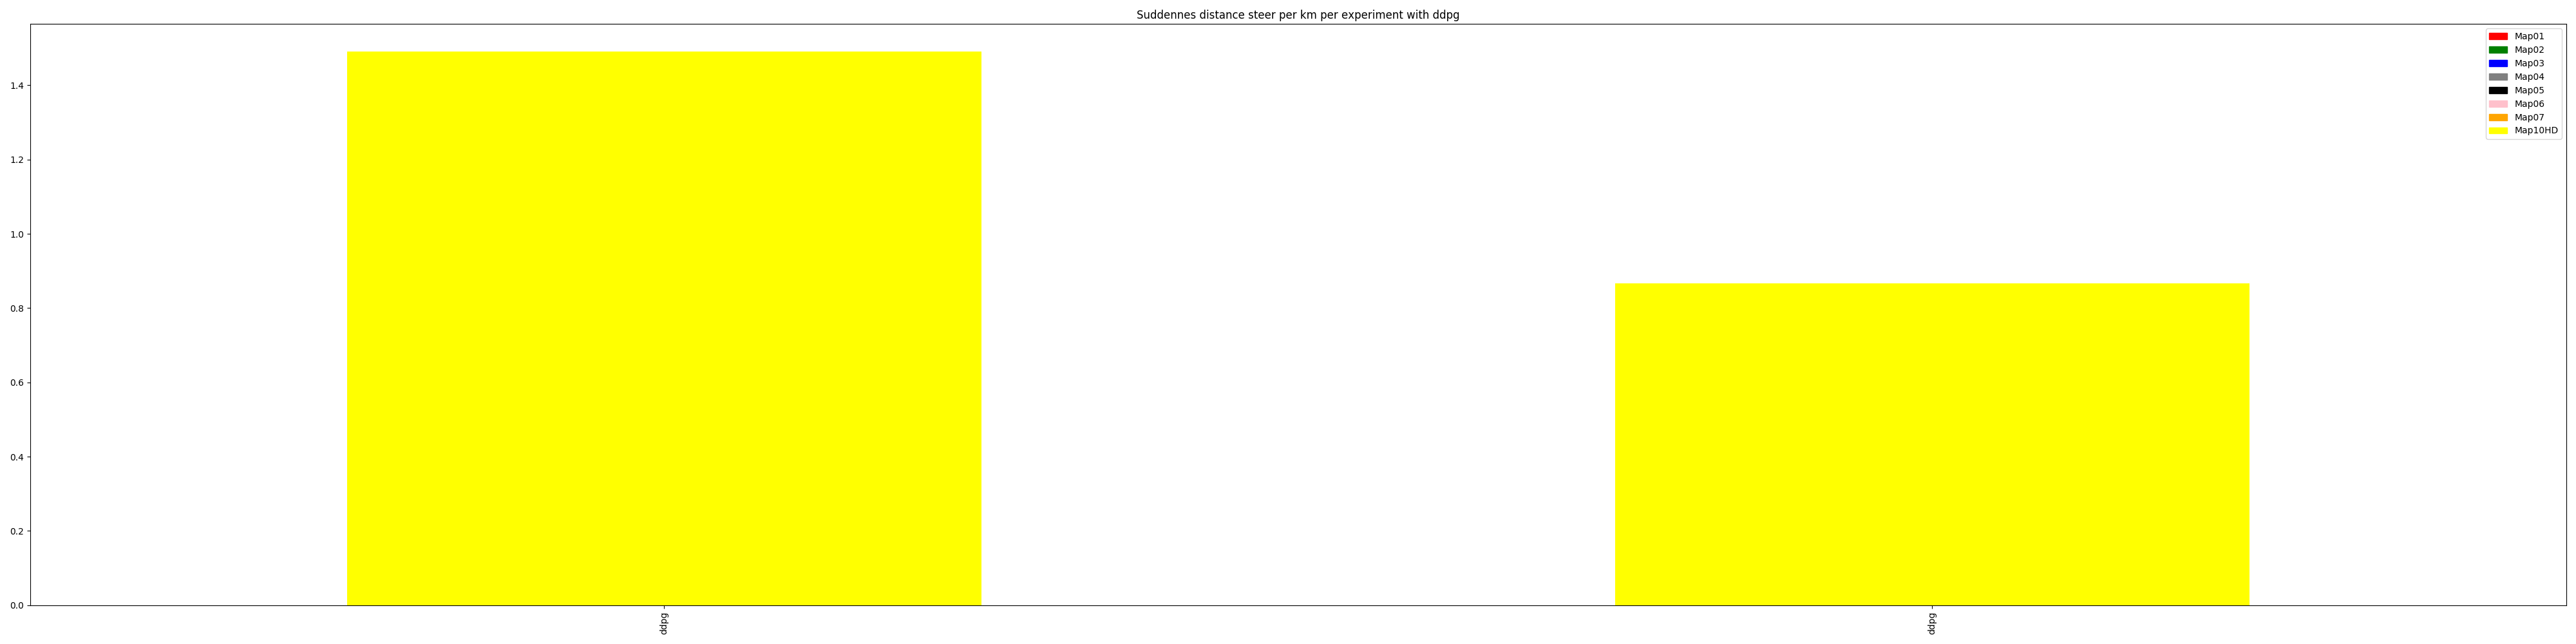 Suddennes distance steer per km per experiment with ddpg
Map01
Map02
Map03
Map04
Map05
Map06
Map07
Map10HD
1.4
1.2
1.0
0.8
0.6
0.4
0.2
0.0
ddpg
ddpg